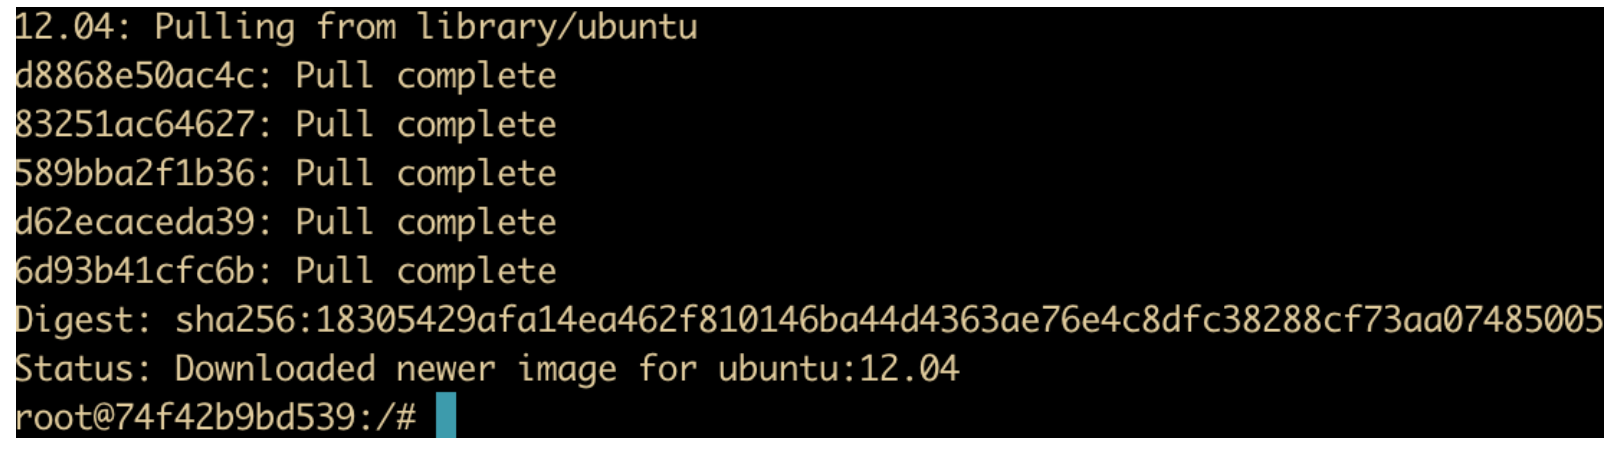 12.04: Pulling from library/ubuntu
d8868e50ac4c: Pull complete
83251ac64627: Pull complete
589bba2f1b36: Pull complete
d62ecaceda39: Pull complete
6d93b41cfc6b: Pull complete
Digest: sha256:18305429afa14ea462f810146ba44d4363ae76e4c8dfc38288cf73aa07485005
Status: Downloaded newer image for ubuntu:12.04
root@74f42b9bd539:/#